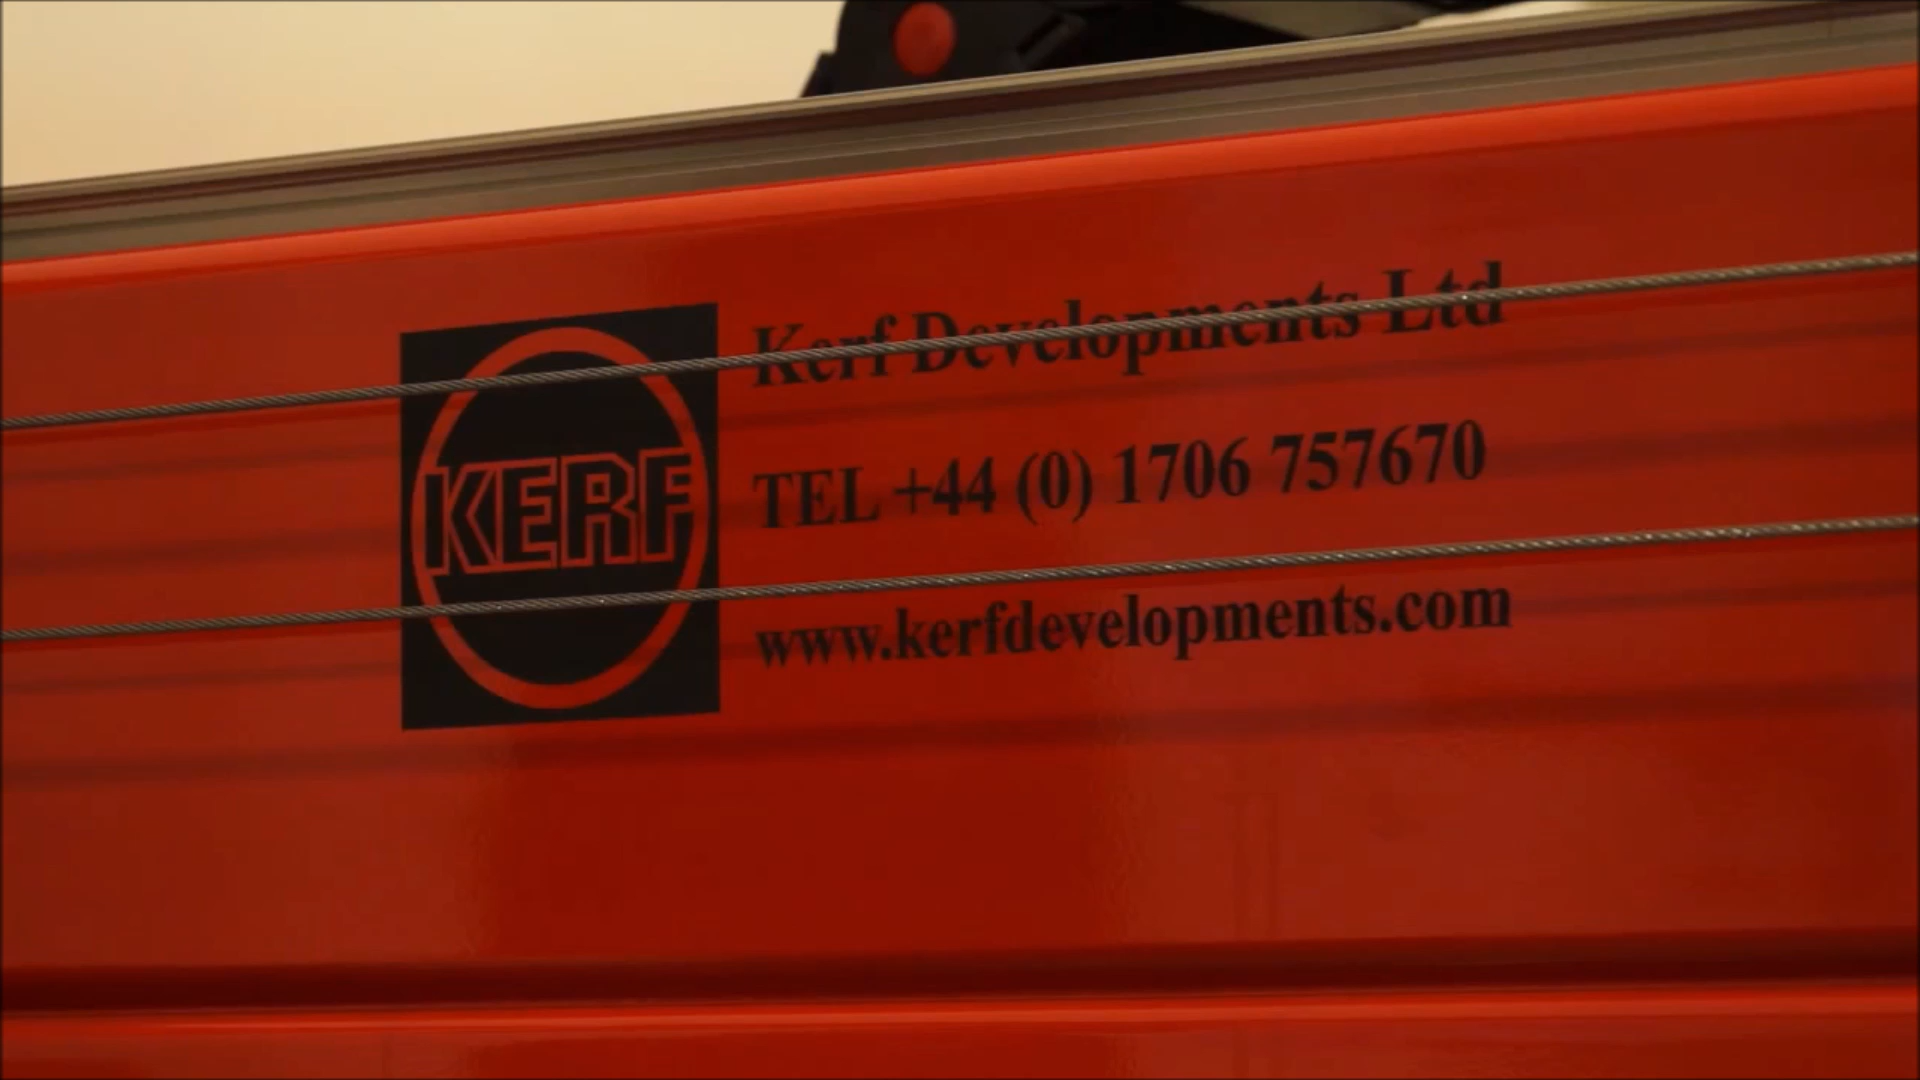 KERF
Kerf Developments Ltd
TEL +44 (0) 1706 757670
www.kerfdevelopments.com